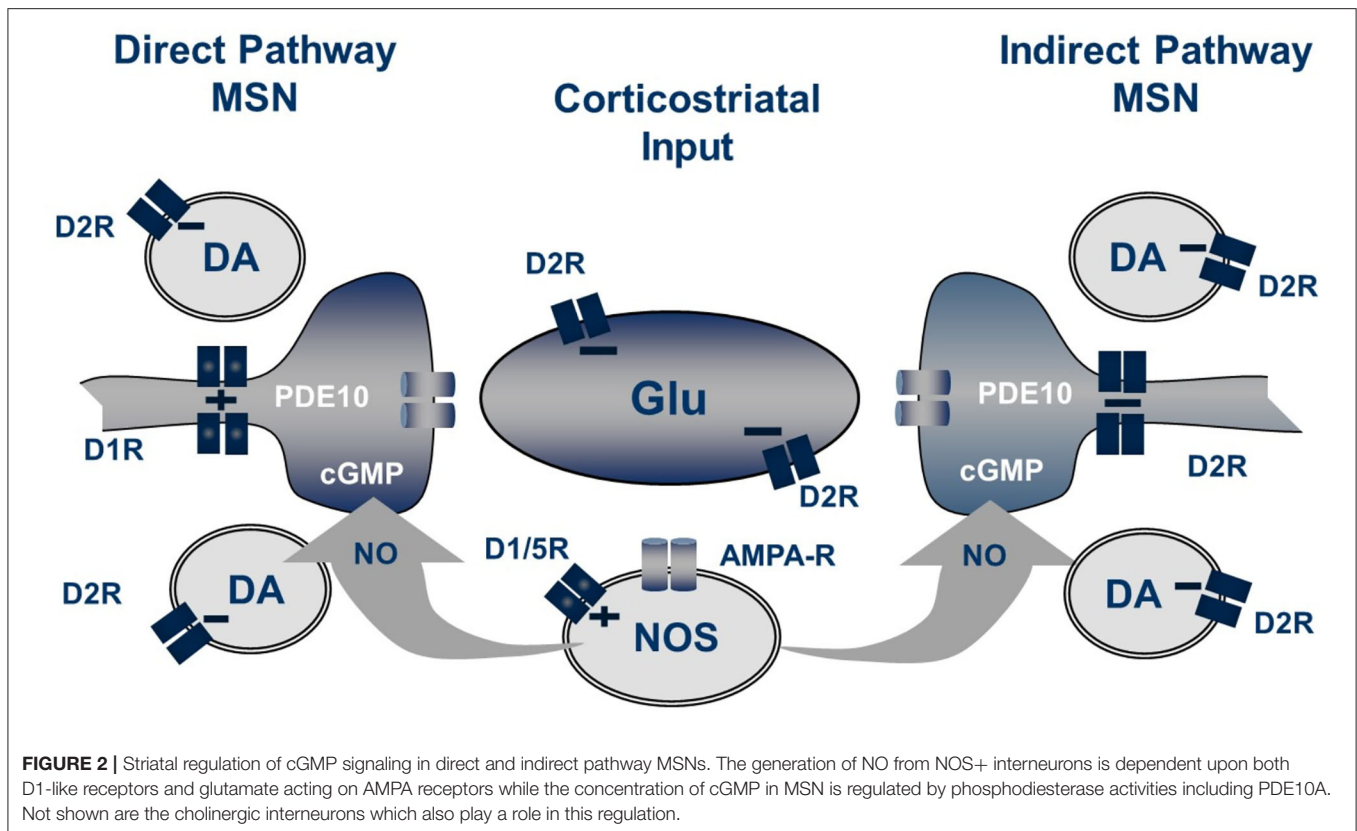 Direct Pathway
MSN
Corticostriatal
Input
Indirect Pathway
MSN
D2R
DA
D2R
DA
D2R
D2R
PDE10
Glu
PDE10
D1R
cGMP
D2R
cGMP
D2R
NO
D1/5R
AMPA-R
NO
D2R
DA
NOS
DA
D2R
FIGURE 2 | Striatal regulation of cGMP signaling in direct and indirect pathway MSNs. The generation of NO from NOS+ interneurons is dependent upon both
D1-like receptors and glutamate acting on AMPA receptors while the concentration of cGMP in MSN is regulated by phosphodiesterase activities including PDE10A.
Not shown are the cholinergic interneurons which also play a role in this regulation.